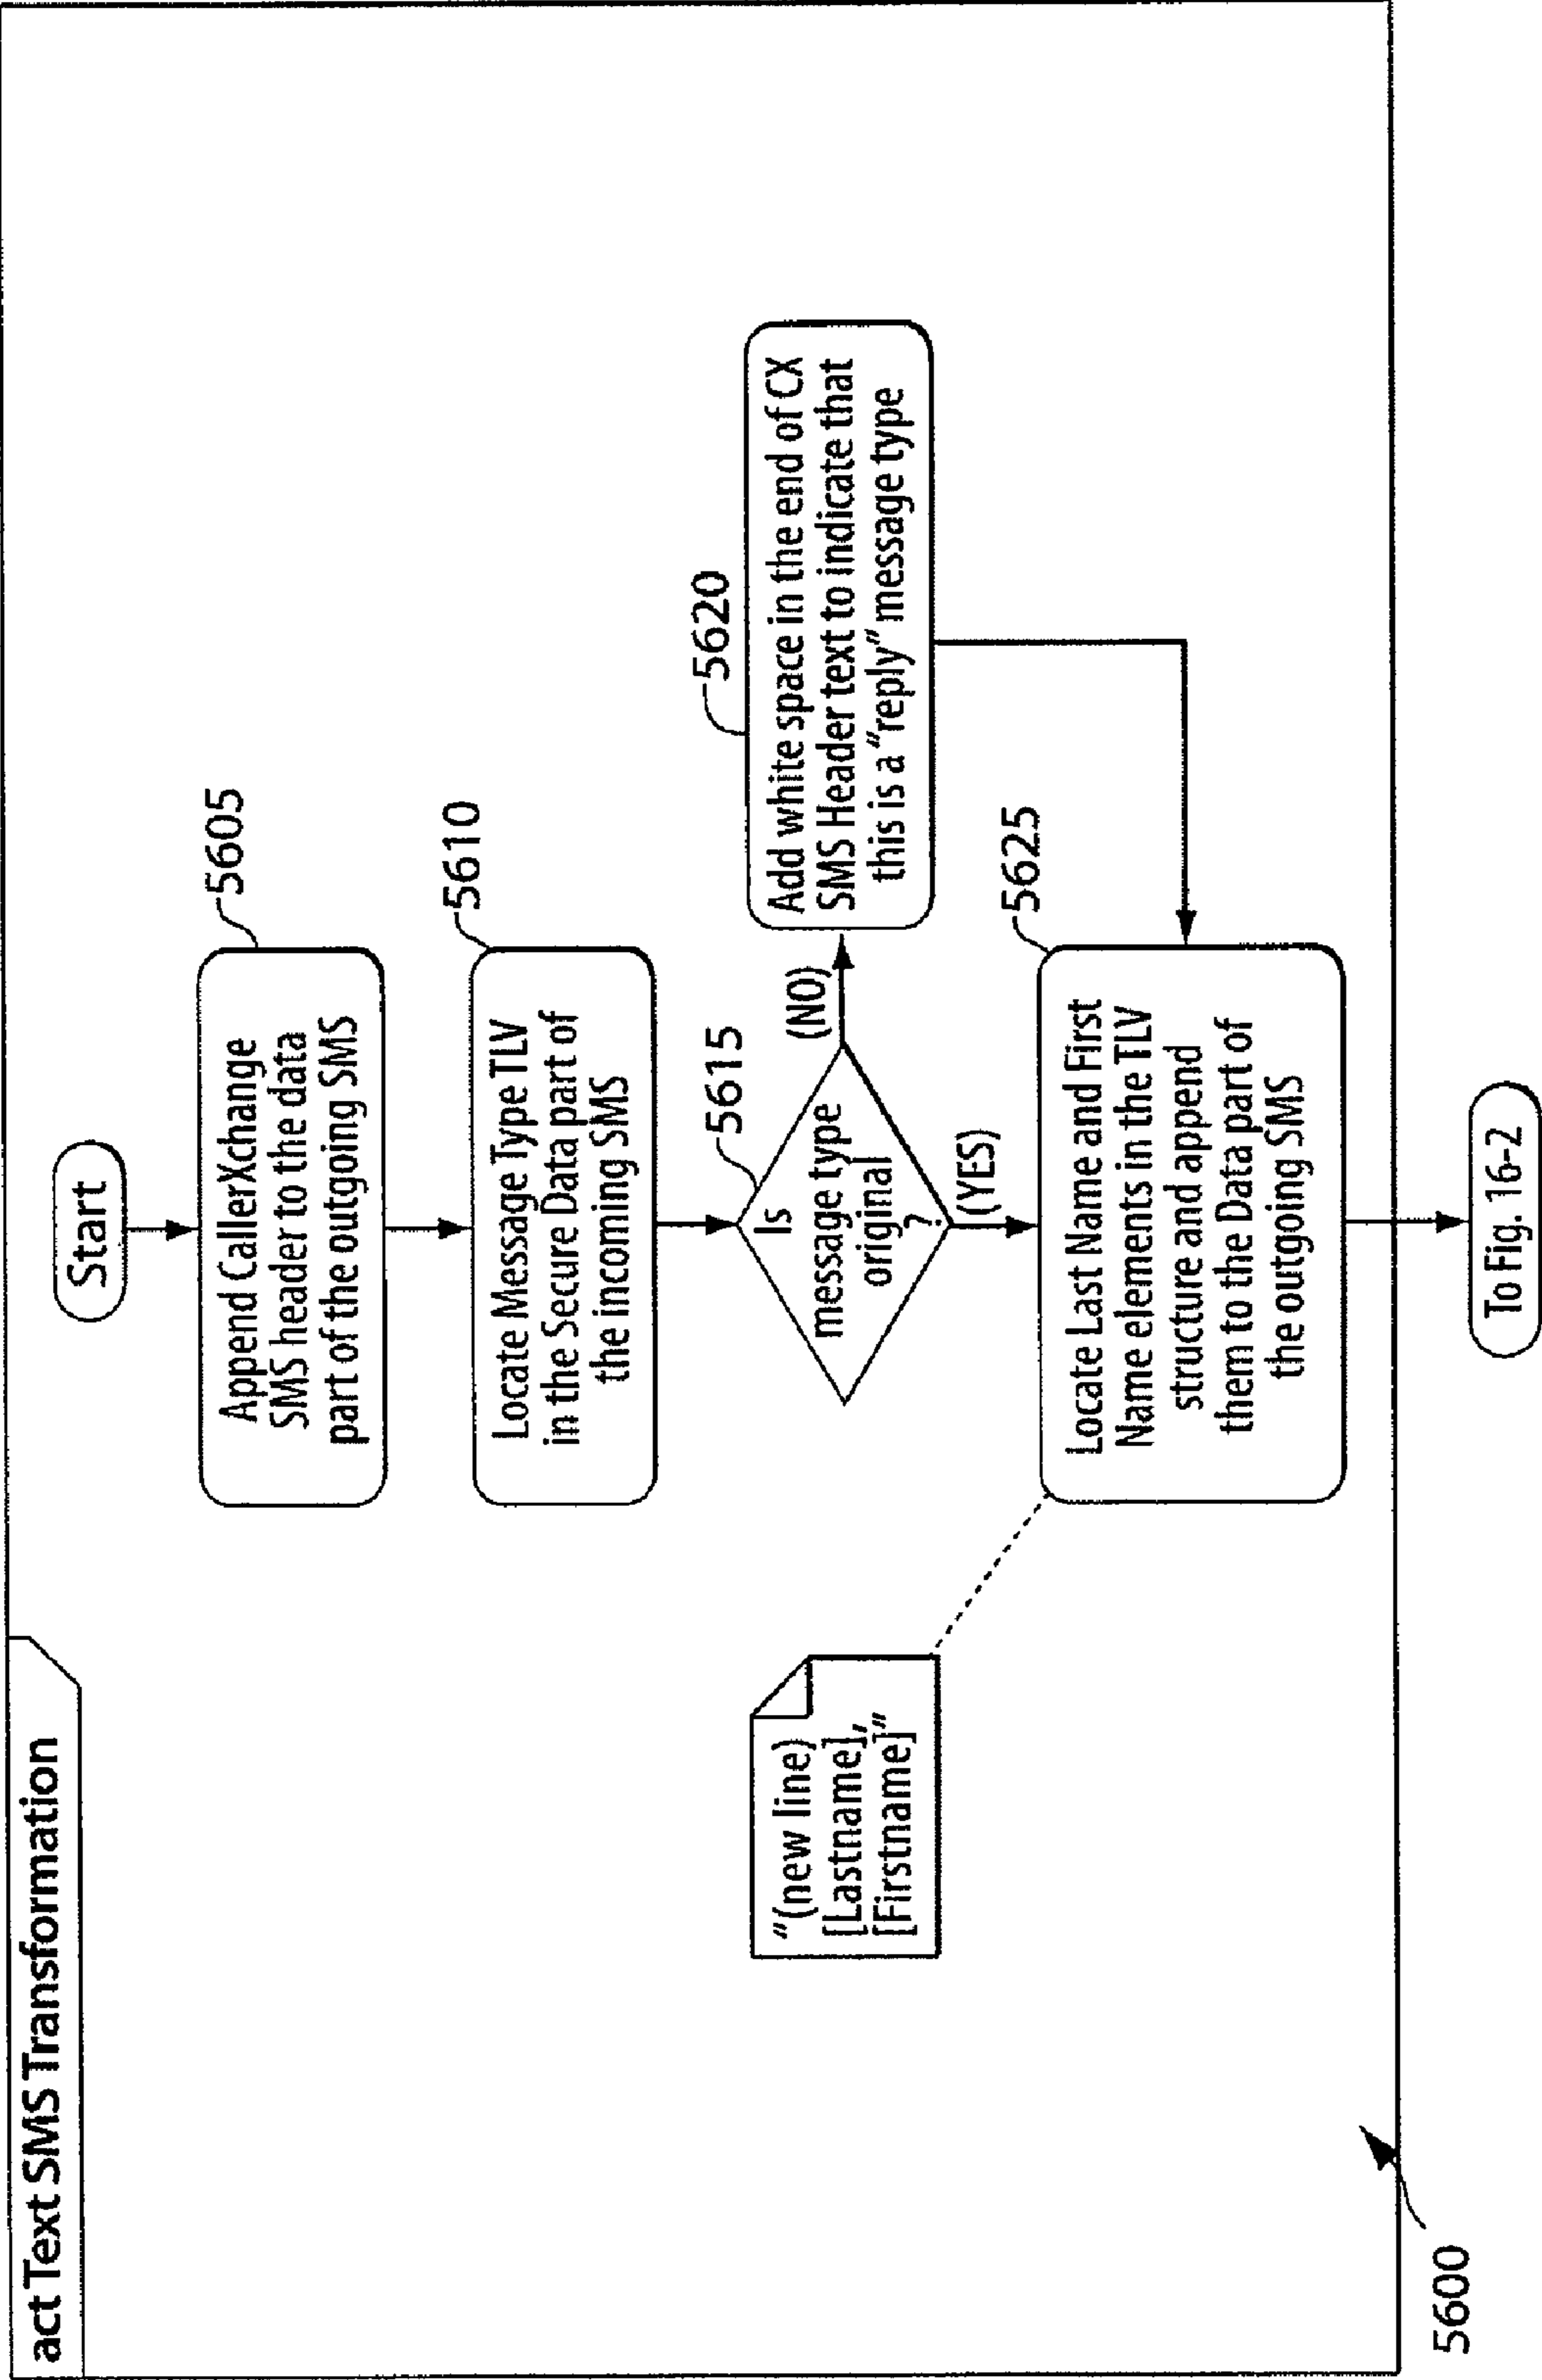 act Text SMS Transformation
Start
5605
Append CallerXchange
SMS header to the data
part of the outgoing SMS
5610
Locate Message Type TLV
in the Secure Data part of
the incoming SMS
5615
Is
message type
original
?
(NO)
(YES)
5620
Add white space in the end of CX
SMS Header text to indicate that
this is a “reply” message type
“(new line)
[Lastname],
[Firstname]”
5625
Locate Last Name and First
Name elements in the TLV
structure and append
them to the Data part of
the outgoing SMS
5600
To Fig. 16-2